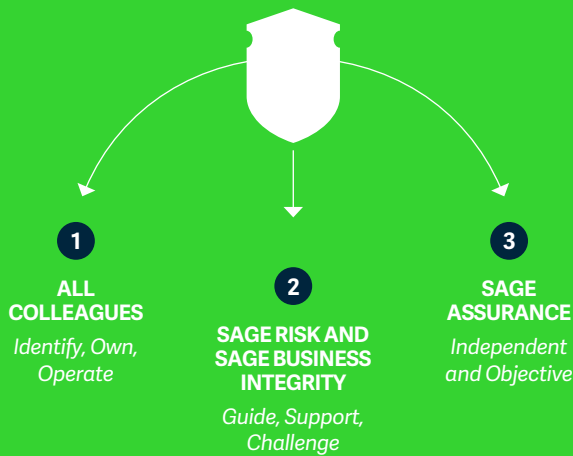 1
ALL
COLLEAGUES
Identify, Own,
Operate
2
SAGE RISK AND
SAGE BUSINESS
INTEGRITY
Guide, Support,
Challenge
3
SAGE
ASSURANCE
Independent
and Objective